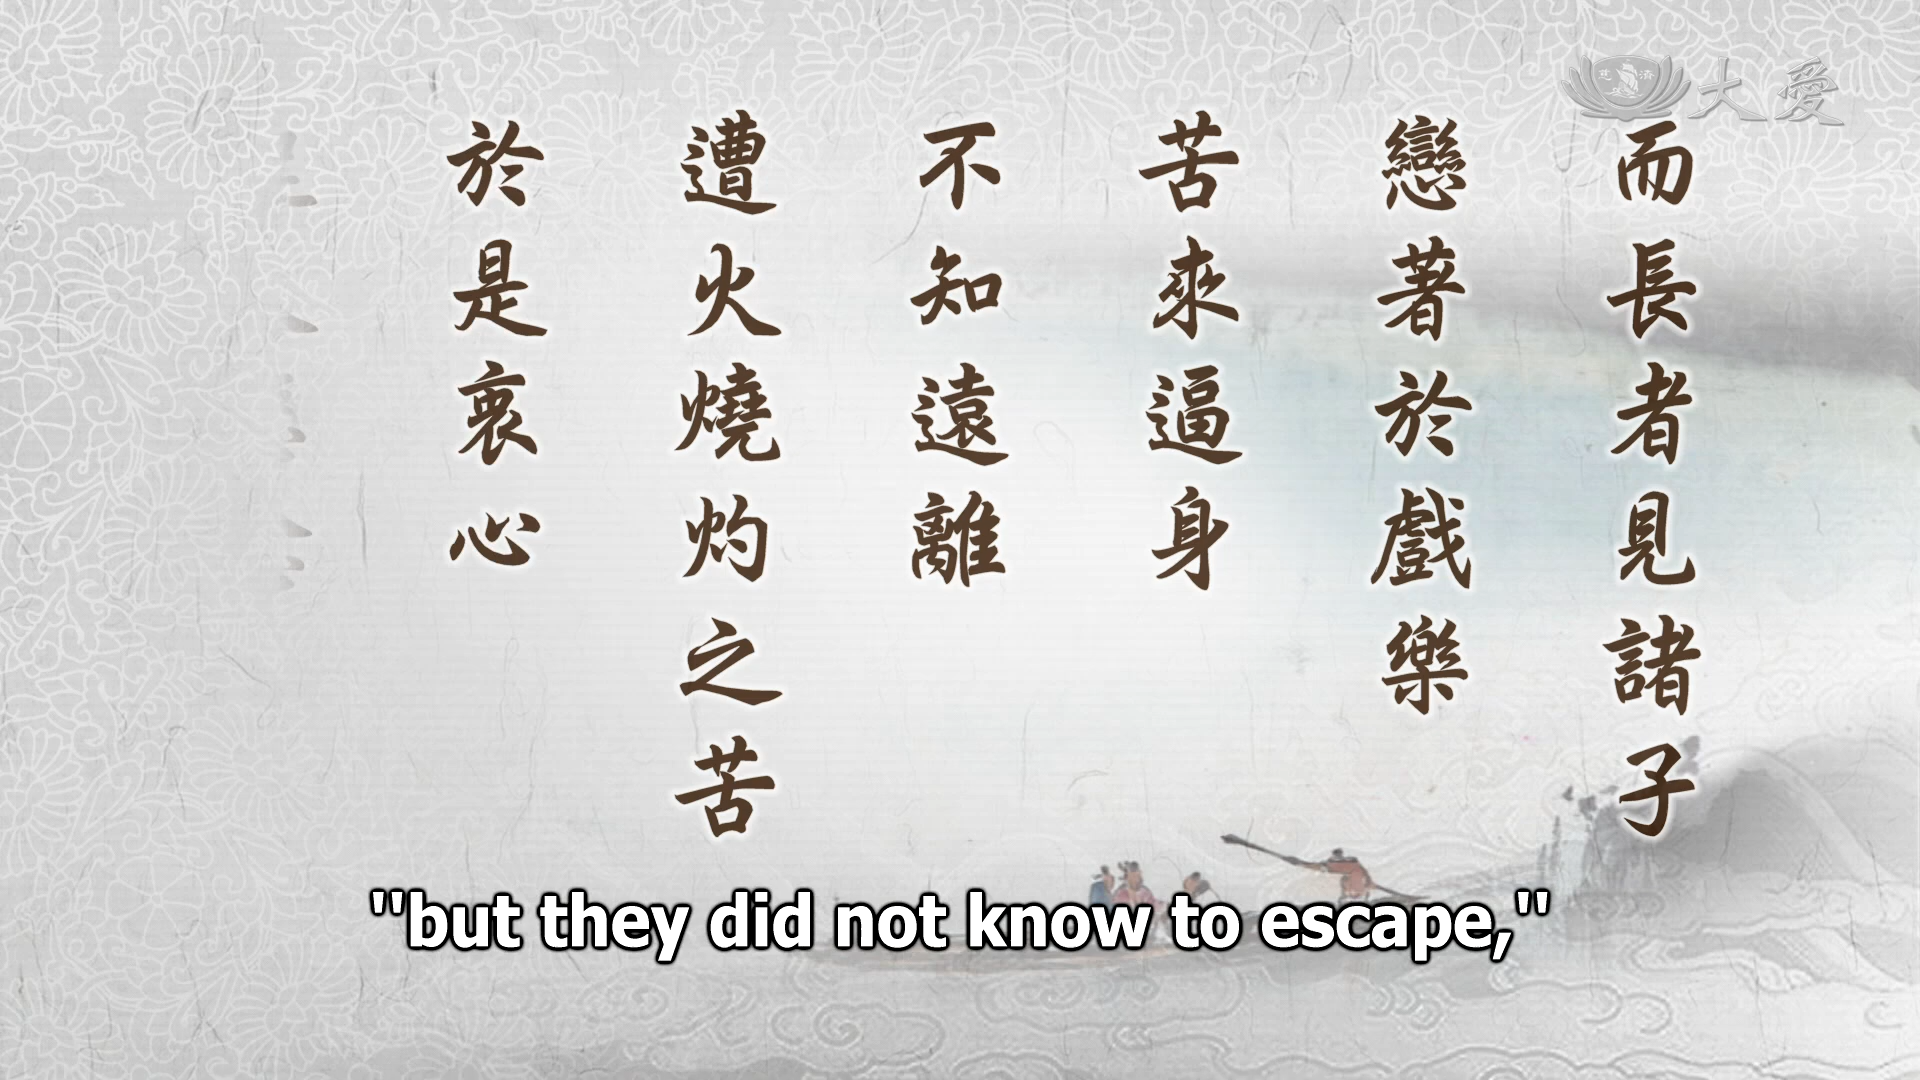 大愛
慈濟
而長者見諸子
戀著於戲樂
苦來逼身
不知遠離
遭火燒灼之苦
於是衷心
"but they did not know to escape,"